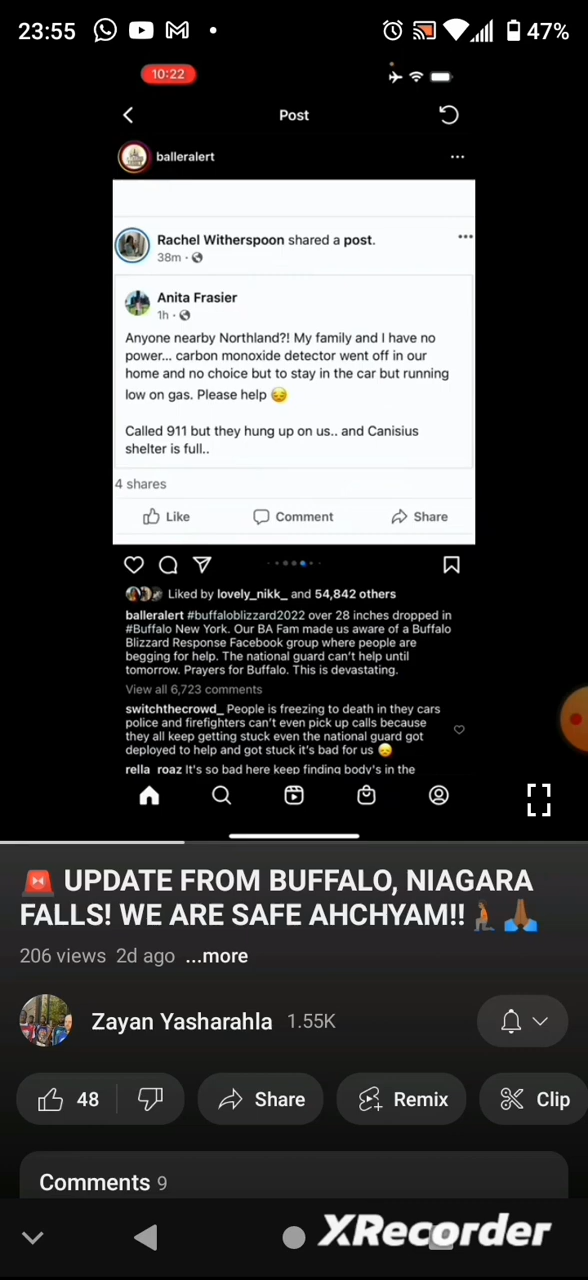 23:55
47%
10:22
Post
balleralert
Rachel Witherspoon shared a post.
38m ·
Anita Frasier
1h ·
Anyone nearby Northland?! My family and I have no
power... carbon monoxide detector went off in our
home and no choice but to stay in the car but running
low on gas. Please help 😔
Called 911 but they hung up on us.. and Canisius
shelter is full..
4 shares
Like
Comment
Share
Liked by lovely_nikk_ and 54,842 others
balleralert #buffaloblizzard2022 over 28 inches dropped in
#Buffalo New York. Our BA Fam made us aware of a Buffalo
Blizzard Response Facebook group where people are
begging for help. The national guard can't help until
tomorrow. Prayers for Buffalo. This is devastating.
View all 6,723 comments
switchthecrowd_ People is freezing to death in they cars
police and firefighters can't even pick up calls because
they all keep getting stuck even the national guard got
deployed to help and got stuck it's bad for us 😞
rella_roaz It's so bad here keep finding body's in the
🚨 UPDATE FROM BUFFALO, NIAGARA
FALLS! WE ARE SAFE AHCHYAM!!🧎🏾🙏🏾
206 views 2d ago ...more
Zayan Yasharahla 1.55K
48
Share
Remix
Clip
Comments 9
XRecorder